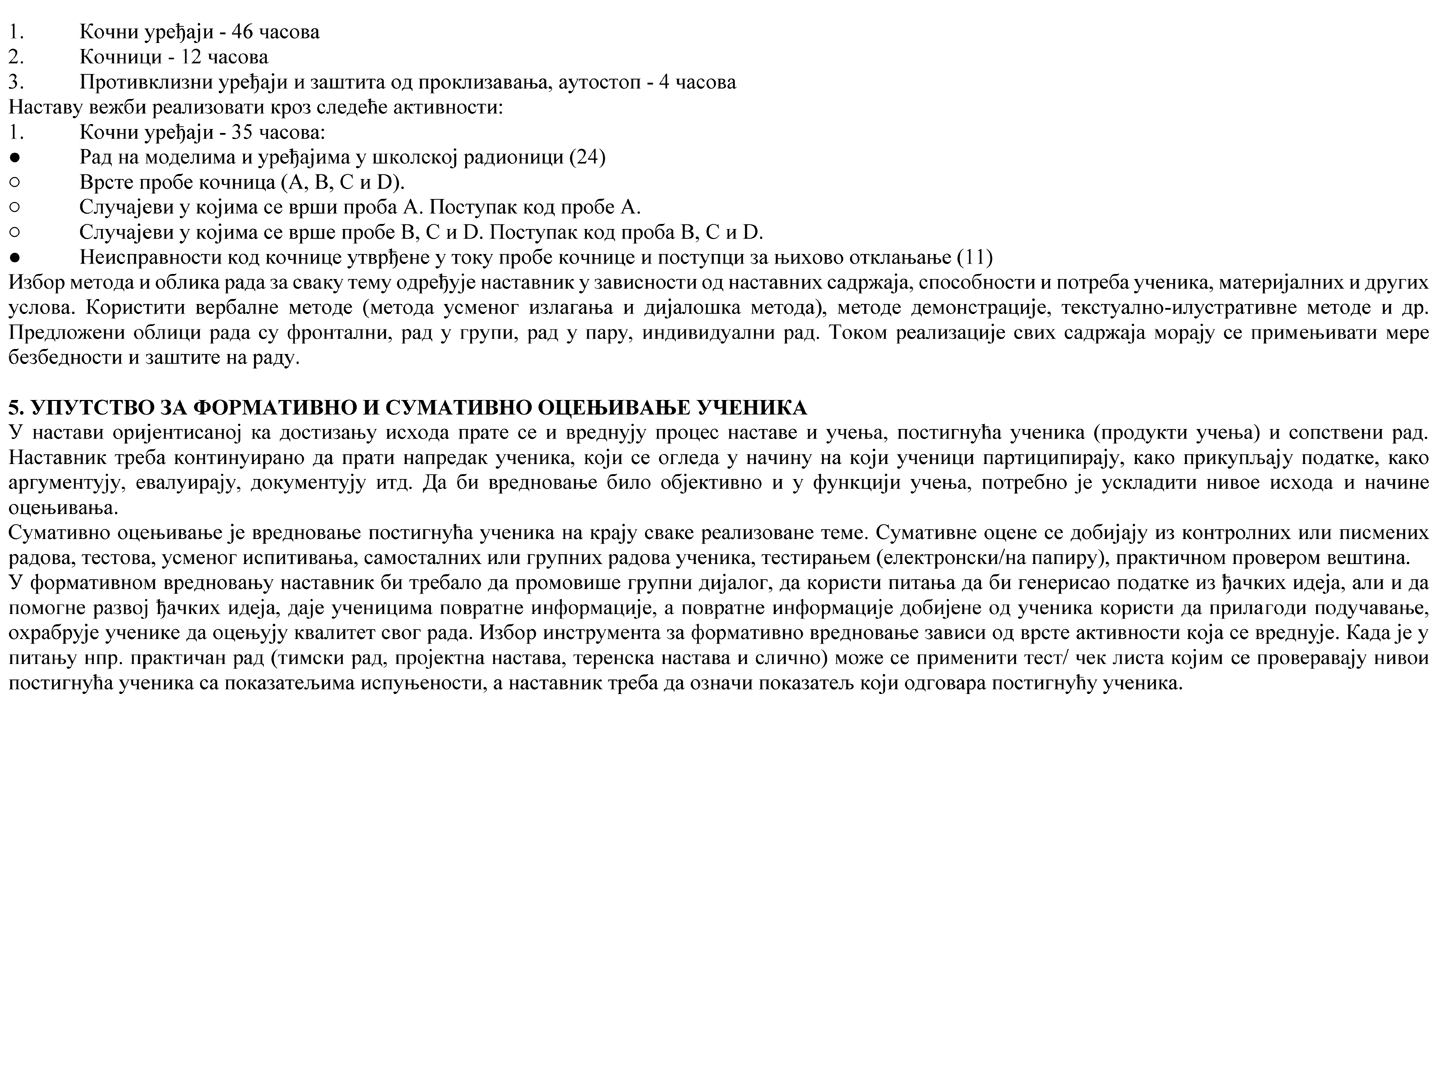 1. Кочни уређаји - 46 часова
2. Кочници - 12 часова
3. Противклизни уређаји и заштита од проклизавања, аутостоп - 4 часова
Наставу вежби реализовати кроз следеће активности:
1. Кочни уређаји - 35 часова:
● Рад на моделима и уређајима у школској радионици (24)
○ Врсте пробе кочница (A, B, C и D).
○ Случајеви у којима се врши проба А. Поступак код пробе А.
○ Случајеви у којима се врше пробе B, C и D. Поступак код проба B, C и D.
● Неисправности код кочнице утврђене у току пробе кочнице и поступци за њихово отклањање (11)
Избор метода и облика рада за сваку тему одређује наставник у зависности од наставних садржаја, способности и потреба ученика, материјалних и других
услова. Користити вербалне методе (метода усменог излагања и дијалошка метода), методе демонстрације, текстуално-илустративне методе и др.
Предложени облици рада су фронтални, рад у групи, рад у пару, индивидуални рад. Током реализације свих садржаја морају се примењивати мере
безбедности и заштите на раду.
5. УПУТСТВО ЗА ФОРМАТИВНО И СУМАТИВНО ОЦЕЊИВАЊЕ УЧЕНИКА
У настави оријентисаној ка достизању исхода прате се и вреднују процес наставе и учења, постигнућа ученика (продукти учења) и сопствени рад.
Наставник треба континуирано да прати напредак ученика, који се огледа у начину на који ученици партиципирају, како прикупљају податке, како
аргументују, евалуирају, документују итд. Да би вредновање било објективно и у функцији учења, потребно је ускладити нивое исхода и начине
оцењивања.
Сумативно оцењивање је вредновање постигнућа ученика на крају сваке реализоване теме. Сумативне оцене се добијају из контролних или писмених
радова, тестова, усменог испитивања, самосталних или групних радова ученика, тестирањем (електронски/на папиру), практичном провером вештина.
У формативном вредновању наставник би требало да промовише групни дијалог, да користи питања да би генерисао податке из ђачких идеја, али и да
помогне развој ђачких идеја, даје ученицима повратне информације, а повратне информације добијене од ученика користи да прилагоди подучавање,
охрабрује ученике да оцењују квалитет свог рада. Избор инструмента за формативно вредновање зависи од врсте активности која се вреднује. Када је у
питању нпр. практичан рад (тимски рад, пројектна настава, теренска настава и слично) може се применити тест/ чек листа којим се проверавају нивои
постигнућа ученика са показатељима испуњености, а наставник треба да означи показатељ који одговара постигнућу ученика.